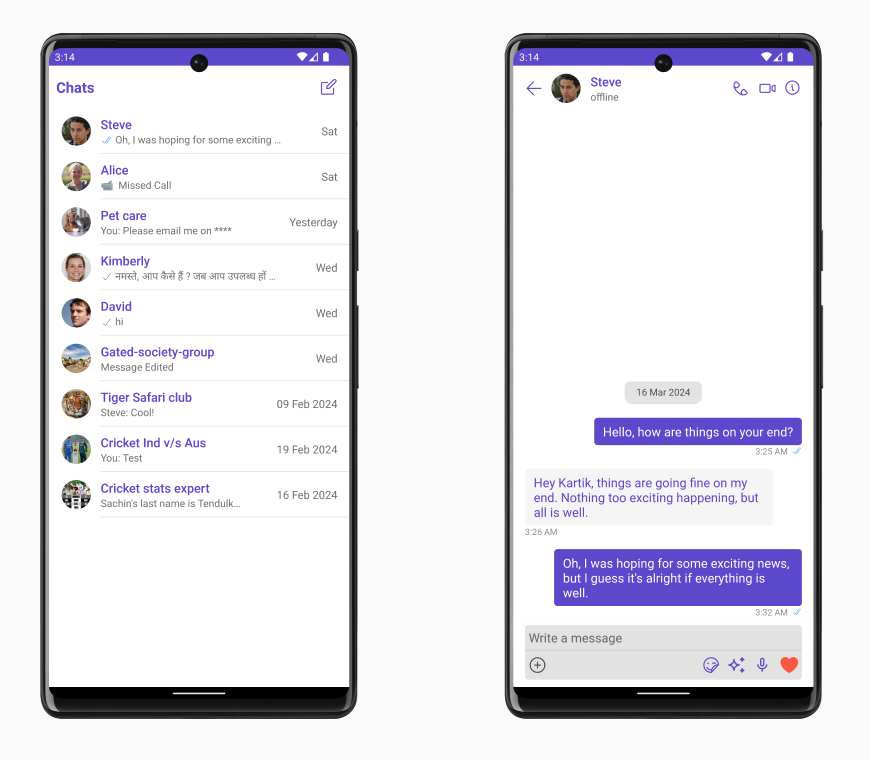 3:14
Chats
Steve
Oh, I was hoping for some exciting ...
Sat
Alice
Missed Call
Sat
Pet care
You: Please email me on ****
Yesterday
Kimberly
नमस्ते, आप कैसे हैं ? जब आप उपलब्ध हों ...
Wed
David
hi
Wed
Gated-society-group
Message Edited
Wed
Tiger Safari club
Steve: Cool!
09 Feb 2024
Cricket Ind v/s Aus
You: Test
19 Feb 2024
Cricket stats expert
Sachin's last name is Tendulk...
16 Feb 2024
3:14
Steve
offline
16 Mar 2024
Hello, how are things on your end?
3:25 AM
Hey Kartik, things are going fine on my
end. Nothing too exciting happening, but
all is well.
3:26 AM
Oh, I was hoping for some exciting news,
but I guess it's alright if everything is
well.
3:32 AM
Write a message